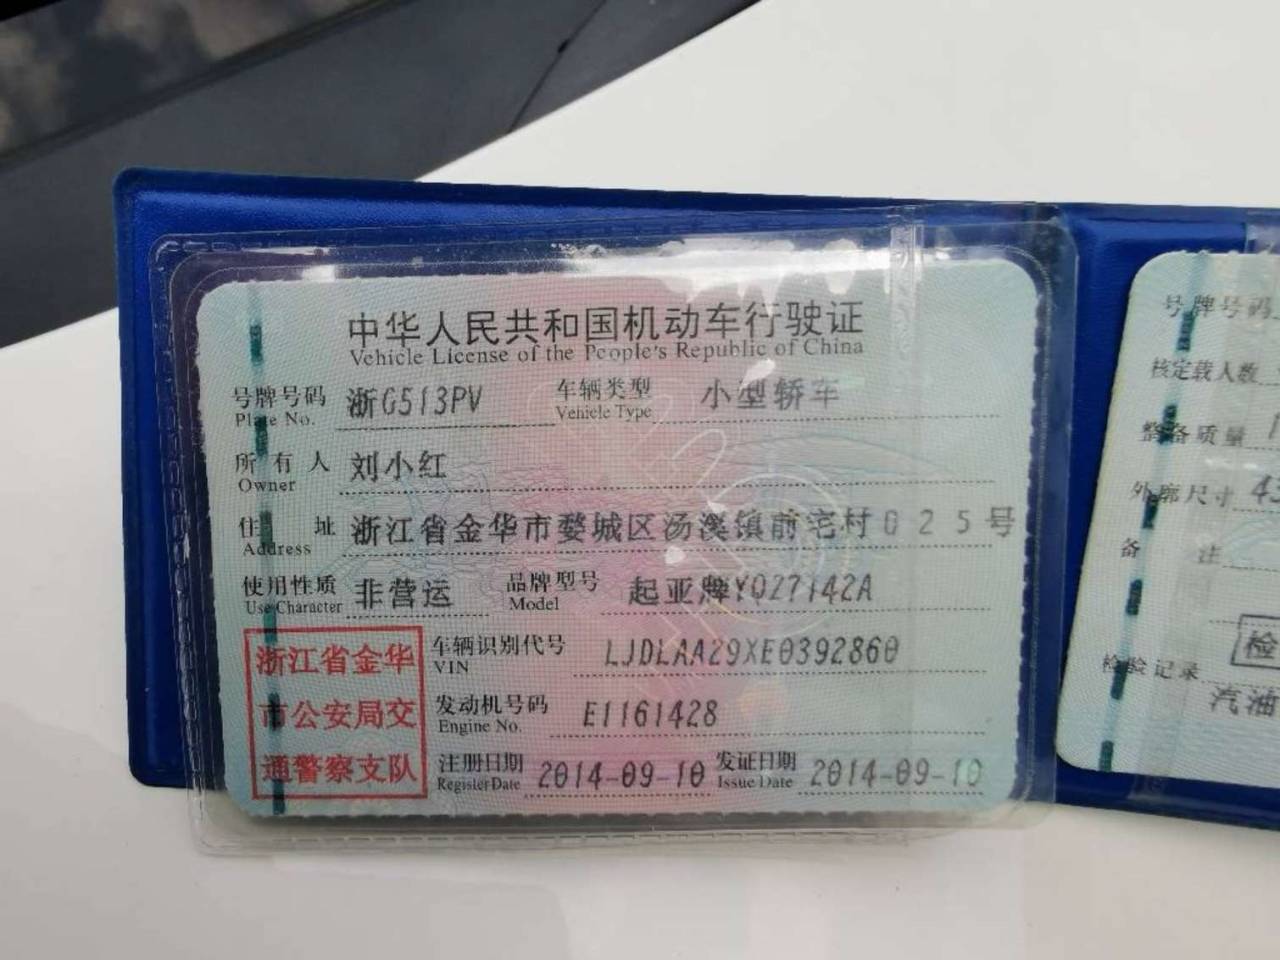 中华人民共和国机动车行驶证
Vehicle License of the People's Republic of China
号牌号码 浙G513PV 车辆类型 小型轿车
Plate No. Vehicle Type
所有人 刘小红
Owner
住址 浙江省金华市婺城区汤溪镇前宅村025号
Address
使用性质 非营运 品牌型号 起亚牌YQZ7142A
Use Character Model
车辆识别代号 LJDLAA29XE0392860
VIN
发动机号码 E1161428
Engine No.
注册日期 2014-09-10 发证日期 2014-09-10
Register Date Issue Date
浙江省金华
市公安局交
通警察支队
号牌号码
核定载人数
整备质量 1
外廓尺寸
备注
检
检验记录
汽油